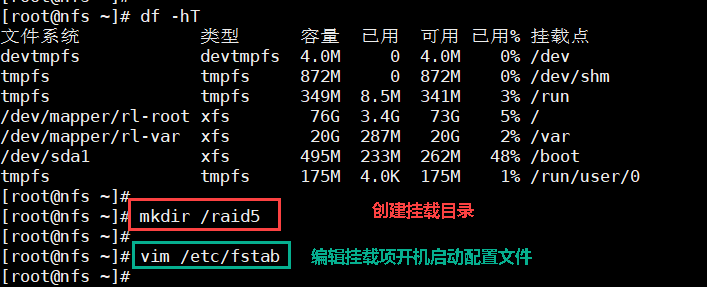 [root@nfs ~]#
[root@nfs ~]# df -hT
文件系统 类型 容量 已用 可用 已用% 挂载点
devtmpfs devtmpfs 4.0M 0 4.0M 0% /dev
tmpfs tmpfs 872M 0 872M 0% /dev/shm
tmpfs tmpfs 349M 8.5M 341M 3% /run
/dev/mapper/rl-root xfs 76G 3.4G 73G 5% /
/dev/mapper/rl-var xfs 20G 287M 20G 2% /var
/dev/sda1 xfs 495M 233M 262M 48% /boot
tmpfs tmpfs 175M 4.0K 175M 1% /run/user/0
[root@nfs ~]#
[root@nfs ~]# mkdir /raid5 创建挂载目录
[root@nfs ~]#
[root@nfs ~]# vim /etc/fstab 编辑挂载项开机启动配置文件
[root@nfs ~]#